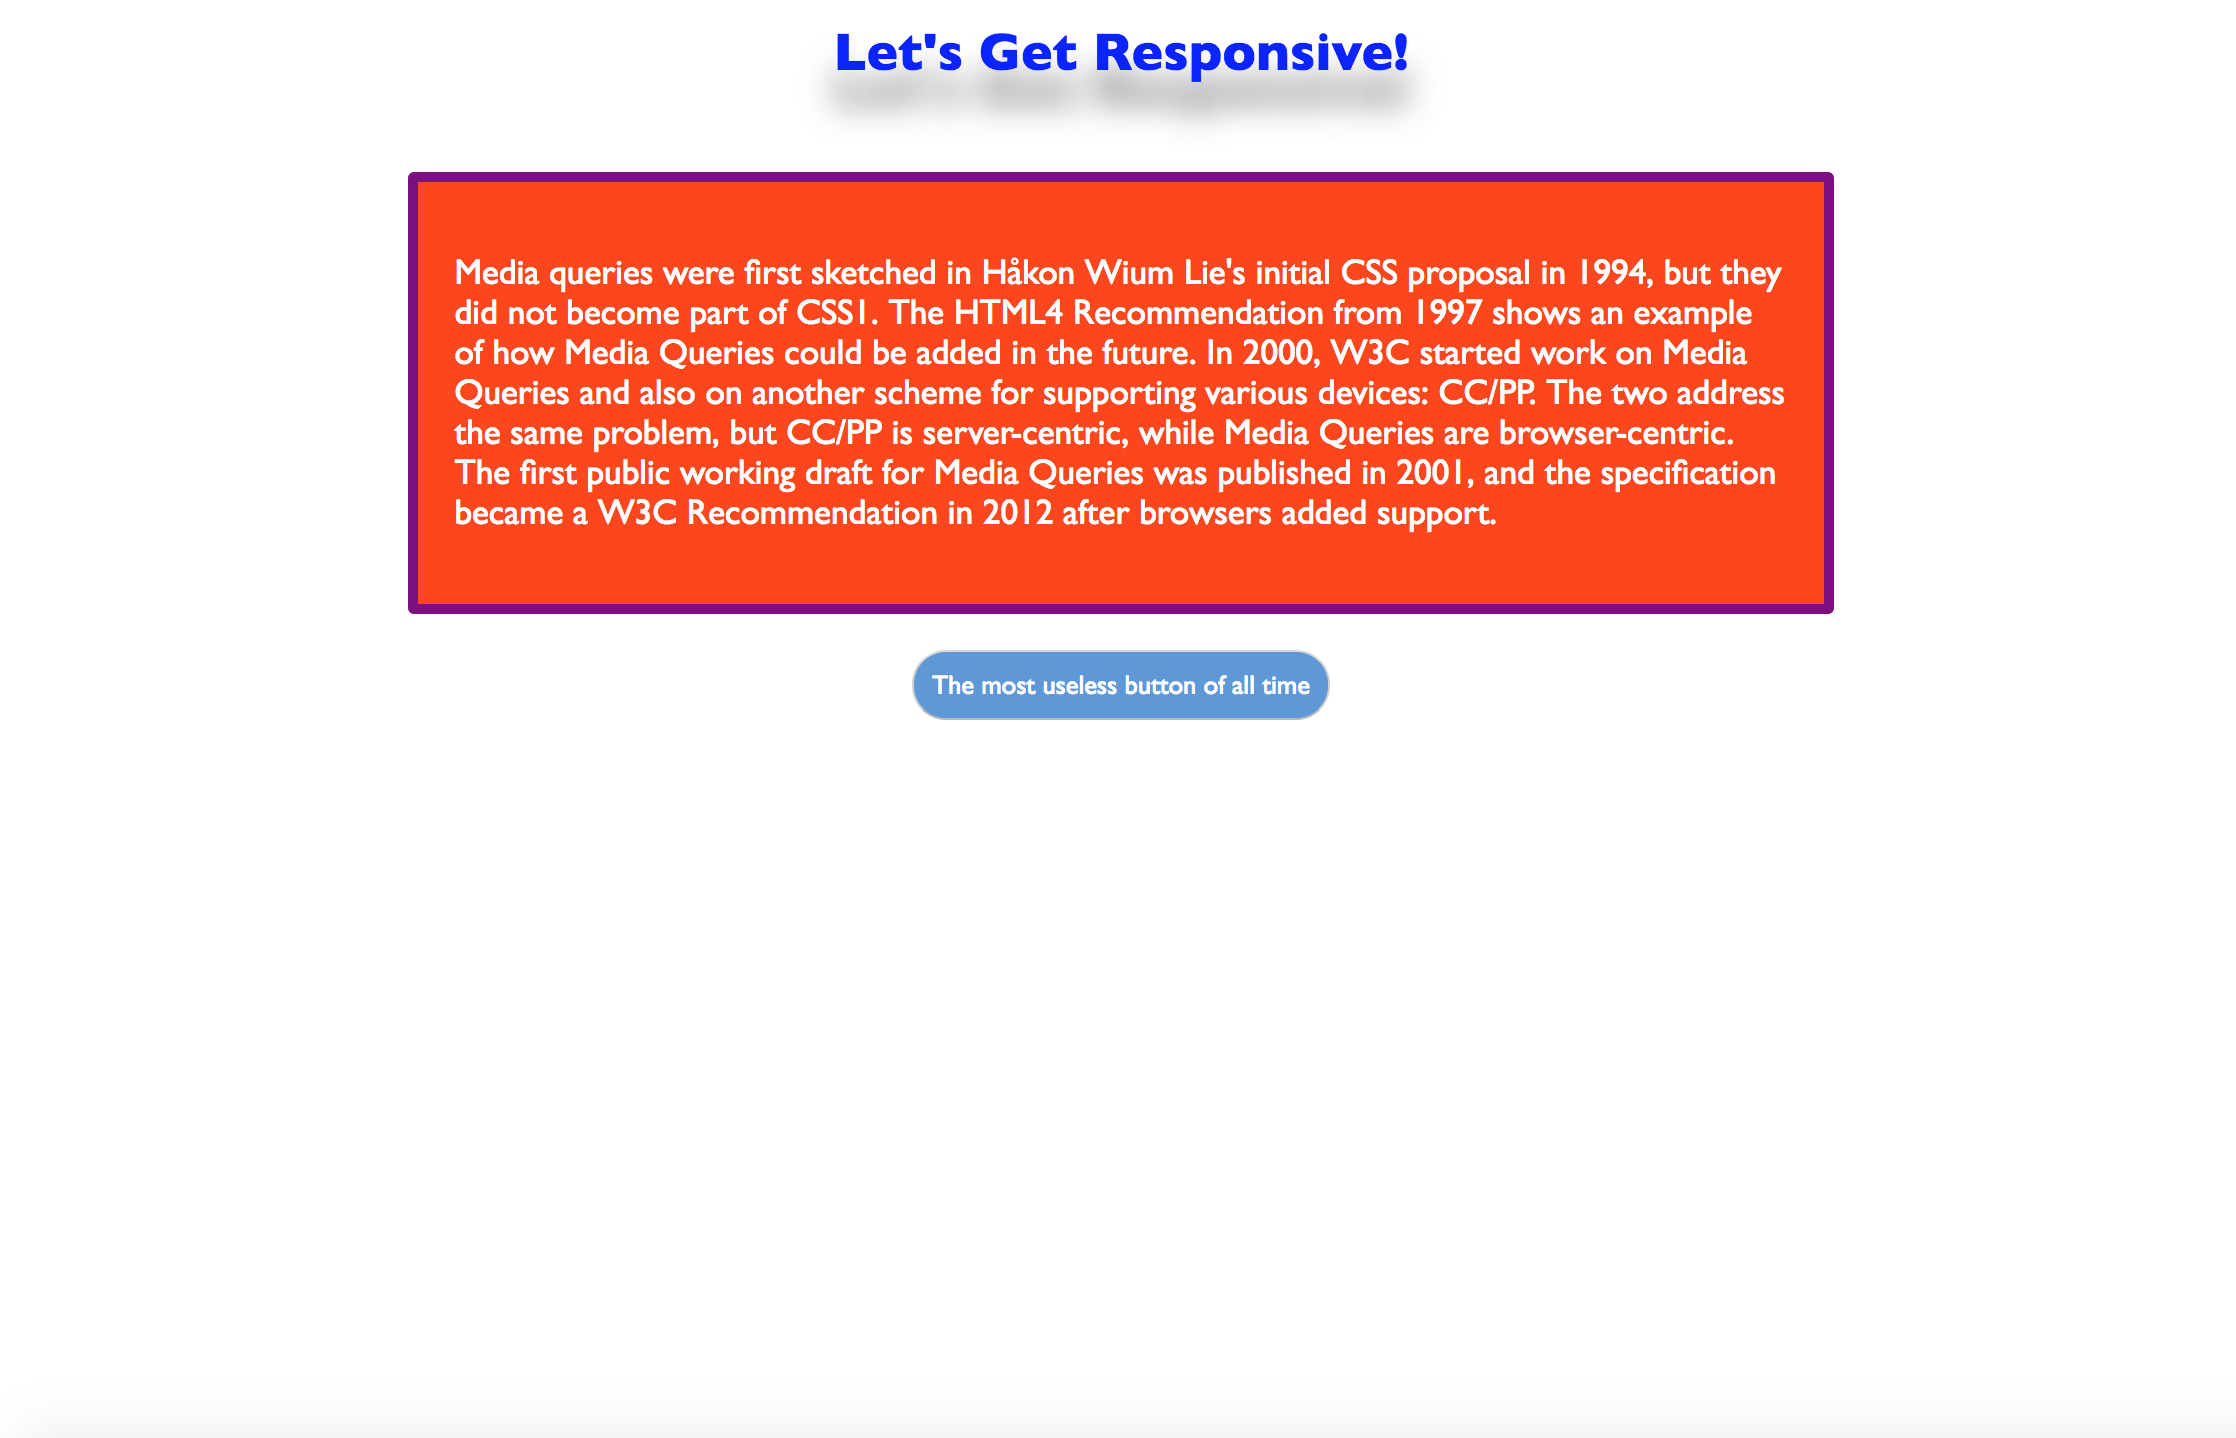 Let's Get Responsive!
Media queries were first sketched in Håkon Wium Lie's initial CSS proposal in 1994, but they
did not become part of CSS1. The HTML4 Recommendation from 1997 shows an example
of how Media Queries could be added in the future. In 2000, W3C started work on Media
Queries and also on another scheme for supporting various devices: CC/PP. The two address
the same problem, but CC/PP is server-centric, while Media Queries are browser-centric.
The first public working draft for Media Queries was published in 2001, and the specification
became a W3C Recommendation in 2012 after browsers added support.
The most useless button of all time